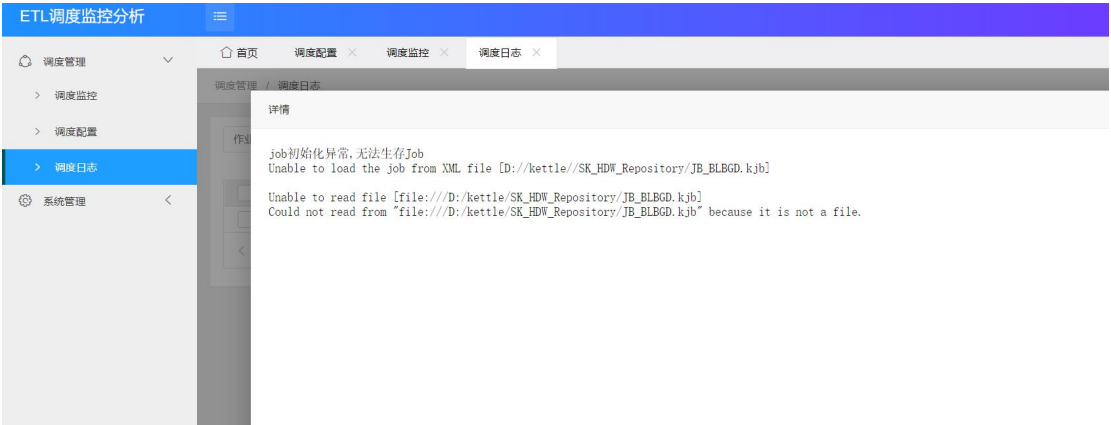 ETL调度监控分析
首页 调度配置 调度监控 调度日志
调度管理
调度管理 / 调度日志
调度监控
详情
调度配置
作业
job初始化异常,无法生存Job
调度日志
Unable to load the job from XML file [D://kettle//SK_HDW_Repository/JB_BLBGD.kjb]
系统管理
Unable to read file [file:///D:/kettle/SK_HDW_Repository/JB_BLBGD.kjb]
Could not read from "file:///D:/kettle/SK_HDW_Repository/JB_BLBGD.kjb" because it is not a file.